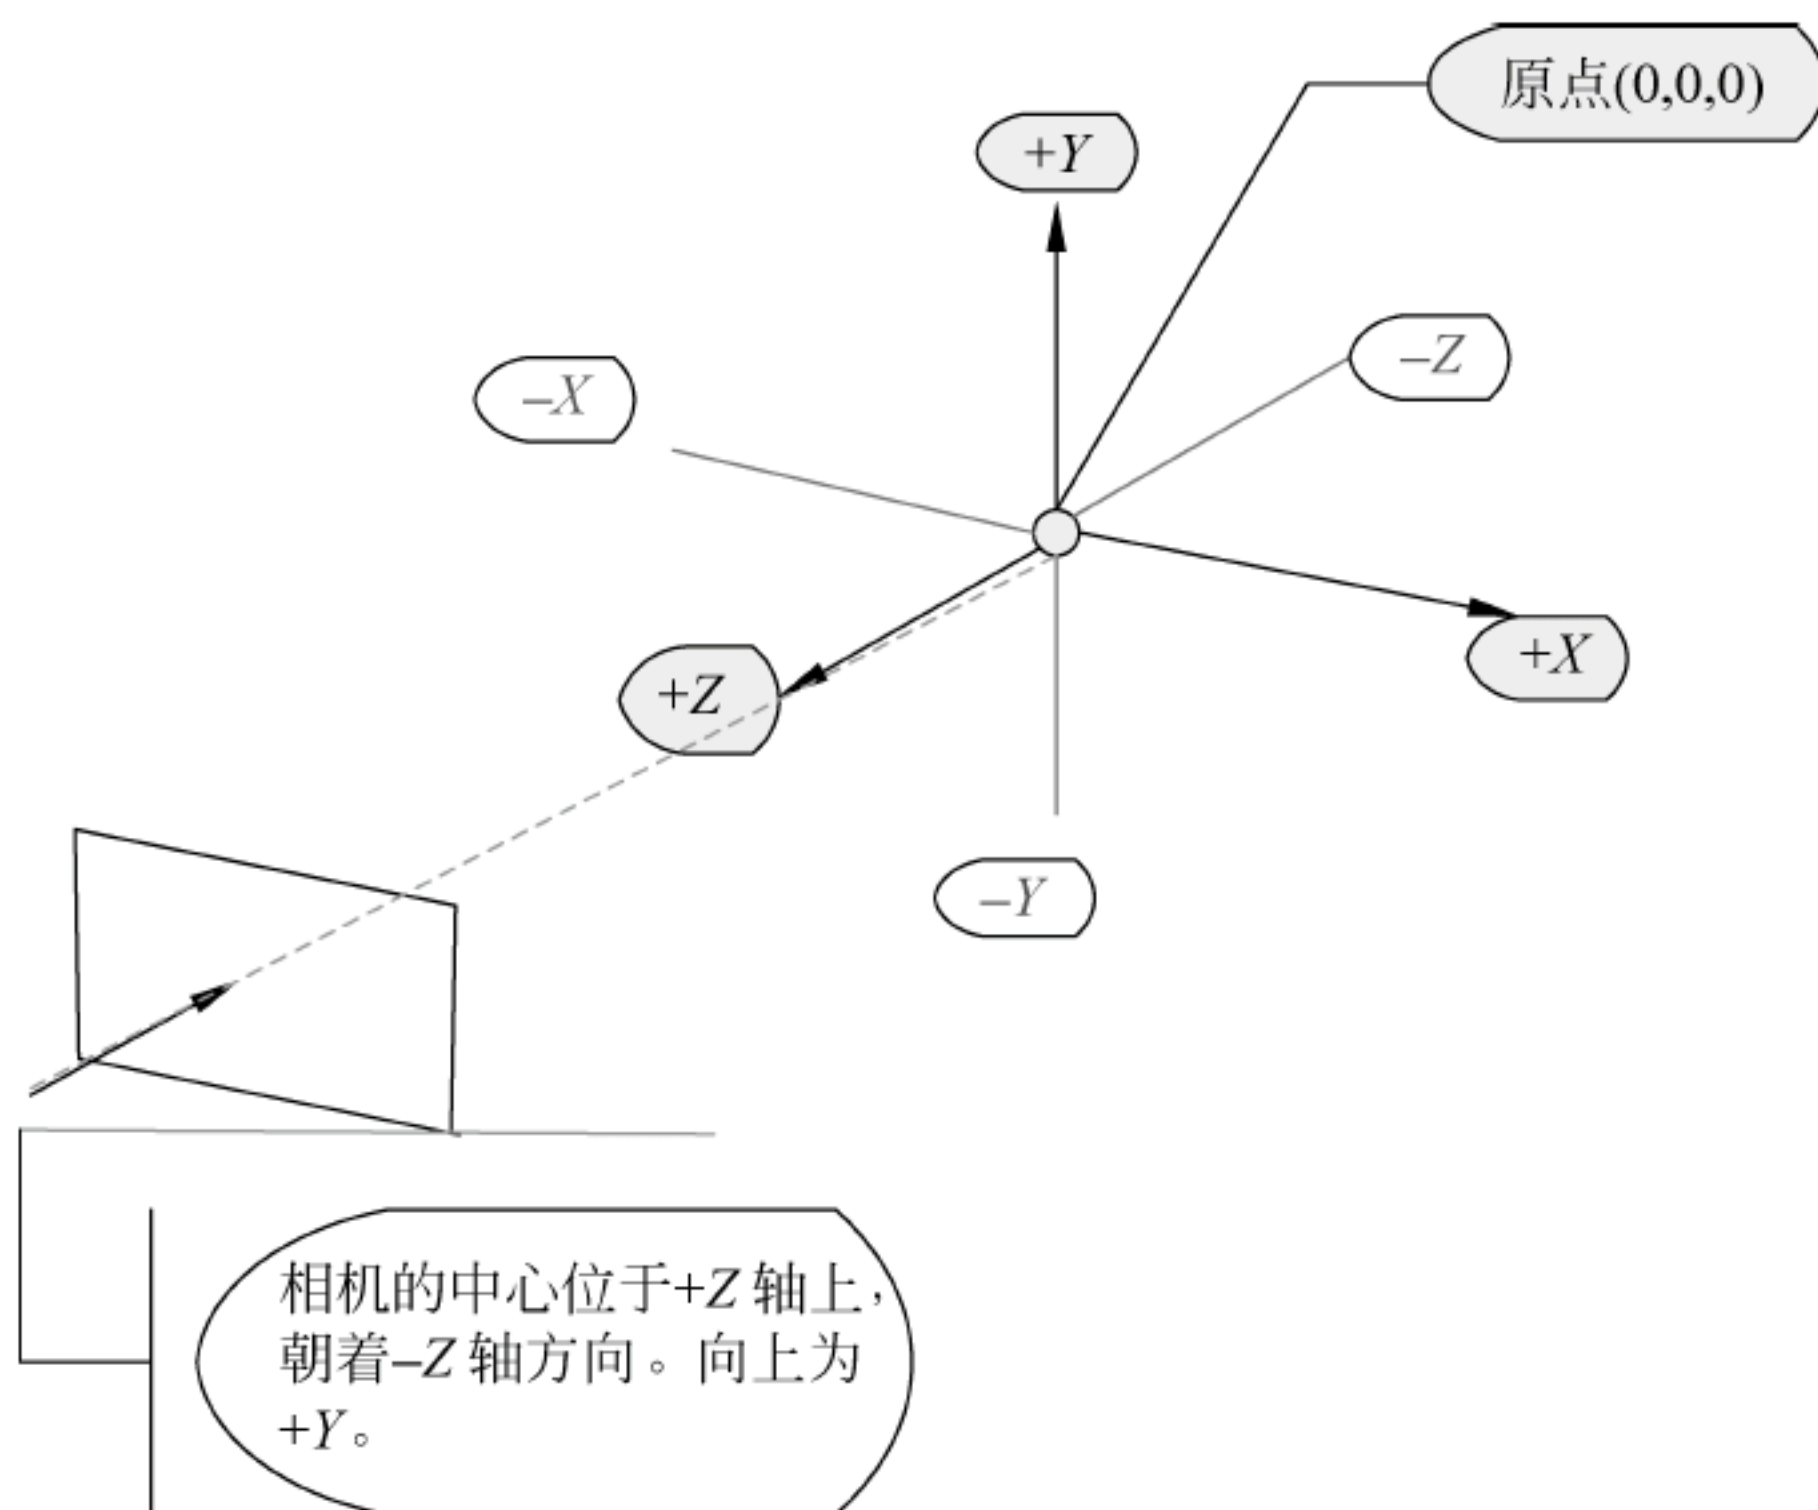 原点(0,0,0)
+Y
–Z
–X
+X
+Z
–Y
相机的中心位于+Z 轴上，
朝着–Z 轴方向。向上为
+Y。